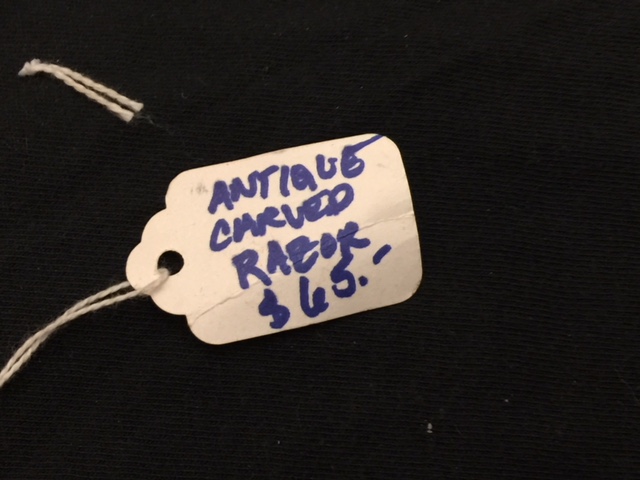 ANTIQUE
CARVED
RAZOR
$65.-